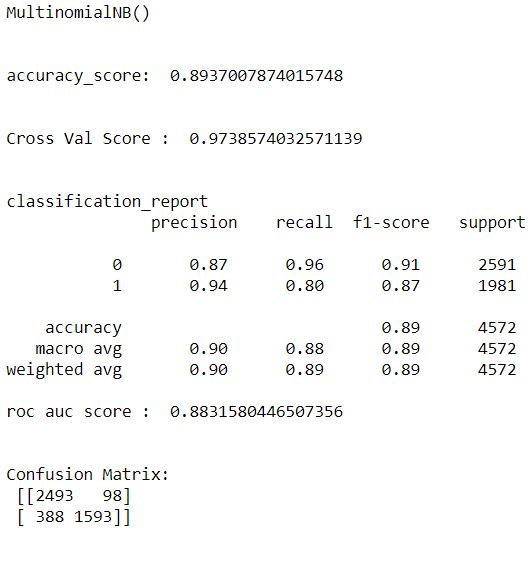 MultinomialNB()
accuracy_score:  0.8937007874015748
Cross Val Score :  0.9738574032571139
classification_report
precision    recall  f1-score   support
0       0.87      0.96      0.91      2591
1       0.94      0.80      0.87      1981
accuracy                           0.89      4572
macro avg       0.90      0.88      0.89      4572
weighted avg       0.90      0.89      0.89      4572
roc auc score :  0.8831580446507356
Confusion Matrix:
[[2493   98]
[ 388 1593]]